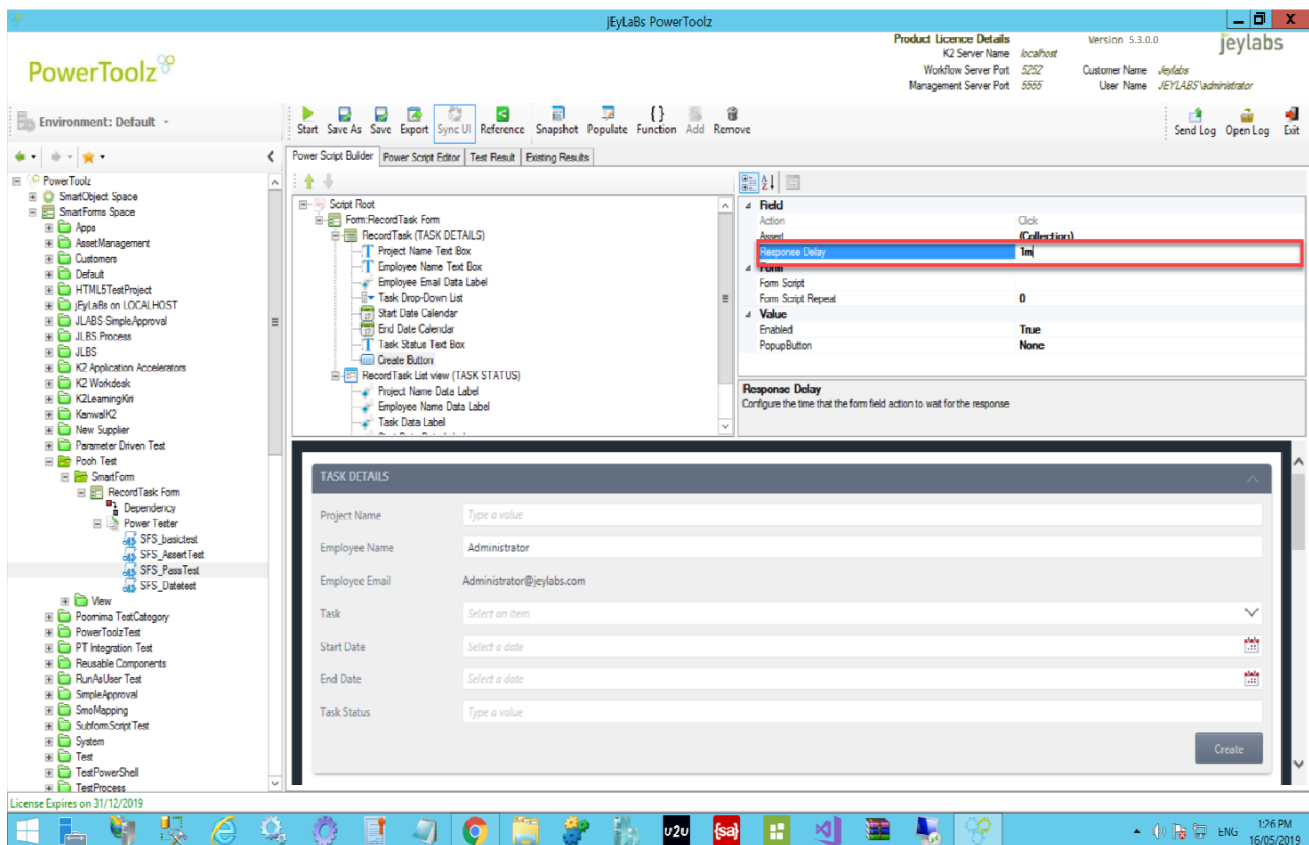 jEyLaBs PowerToolz
PowerToolz
Product Licence Details
Version 5.3.0.0
jeylabs
K2 Server Name localhost
Workflow Server Port 5252
Customer Name Jeylabs
Management Server Port 5555
User Name JEYLABS\administrator
Environment: Default
Start Save As Save Export Sync UI Reference Snapshot Populate Function Add Remove
Send Log Open Log Exit
Power Script Builder Power Script Editor Test Result Existing Results
PowerToolz
SmartObject Space
SmartForms Space
Apps
AssetManagement
Customers
Default
HTML5TestProject
jEyLaBs on LOCALHOST
JLABS-SimpleApproval
JLBS Process
JLBS
K2 Application Accelerators
K2 Workdesk
K2LearningKiri
KanwalK2
New Supplier
Parameter Driven Test
Pooh Test
SmartForm
RecordTask Form
Dependency
Power Tester
SFS_basictest
SFS_AssertTest
SFS_PassTest
SFS_Datetest
View
Poornima TestCategory
PowerToolzTest
PT Integration Test
Reusable Components
RunAsUser Test
SimpleApproval
SmoMapping
SubformScriptTest
System
Test
TestPowerShell
TestProcess
Script Root
Form:RecordTask Form
RecordTask (TASK DETAILS)
Project Name Text Box
Employee Name Text Box
Employee Email Data Label
Task Drop-Down List
Start Date Calendar
End Date Calendar
Task Status Text Box
Create Button
RecordTask List view (TASK STATUS)
Project Name Data Label
Employee Name Data Label
Task Data Label
Field
Action Click
Assert (Collection)
Response Delay 1m
Form
Form Script
Form Script Repeat 0
Value
Enabled True
PopupButton None
Response Delay
Configure the time that the form field action to wait for the response
TASK DETAILS
Project Name Type a value
Employee Name Administrator
Employee Email Administrator@jeylabs.com
Task Select an item
Start Date Select a date
End Date Select a date
Task Status Type a value
Create
License Expires on 31/12/2019
u2u
{sa}
ENG
1:26 PM
16/05/2019